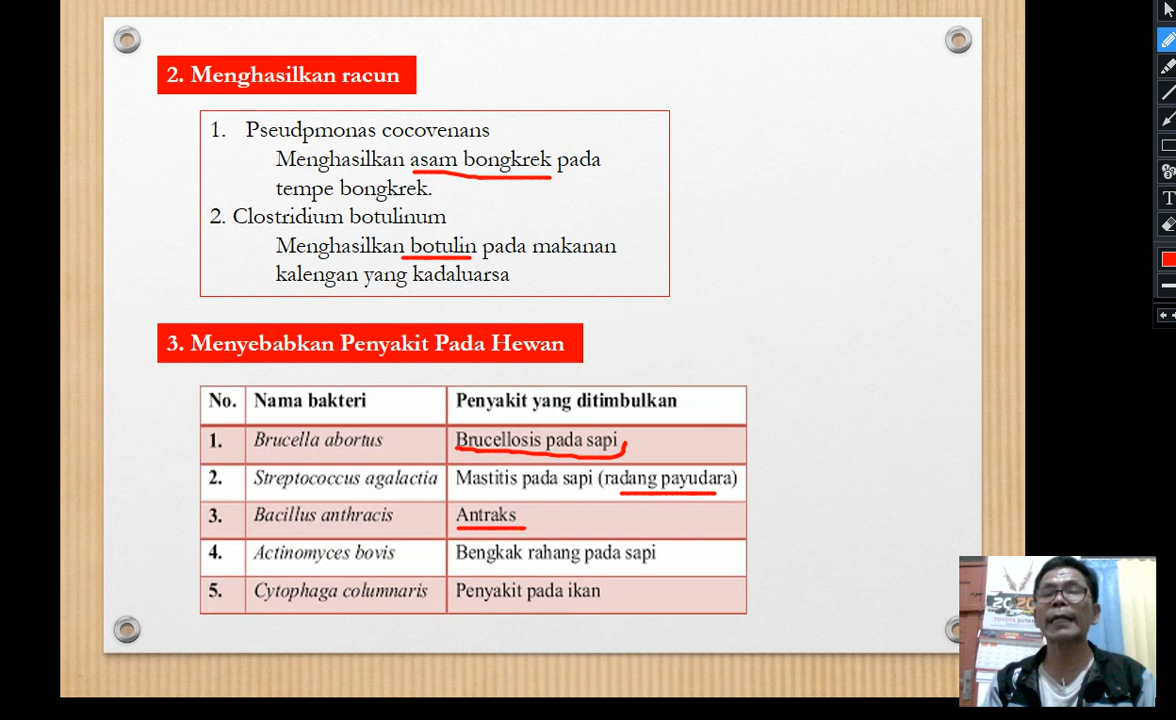 2. Menghasilkan racun
1. Pseudpmonas cocovenans
Menghasilkan asam bongkrek pada
tempe bongkrek.
2. Clostridium botulinum
Menghasilkan botulin pada makanan
kalengan yang kadaluarsa
3. Menyebabkan Penyakit Pada Hewan
No. Nama bakteri Penyakit yang ditimbulkan
1. Brucella abortus Brucellosis pada sapi
2. Streptococcus agalactia Mastitis pada sapi (radang payudara)
3. Bacillus anthracis Antraks
4. Actinomyces bovis Bengkak rahang pada sapi
5. Cytophaga columnaris Penyakit pada ikan
T
2020